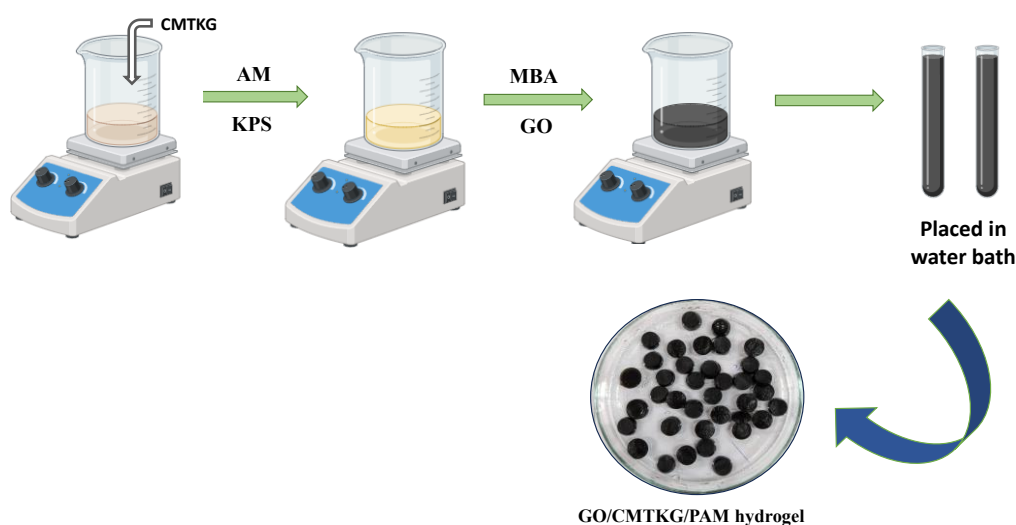 CMTKG
AM
KPS
MBA
GO
Placed in
water bath
GO/CMTKG/PAM hydrogel